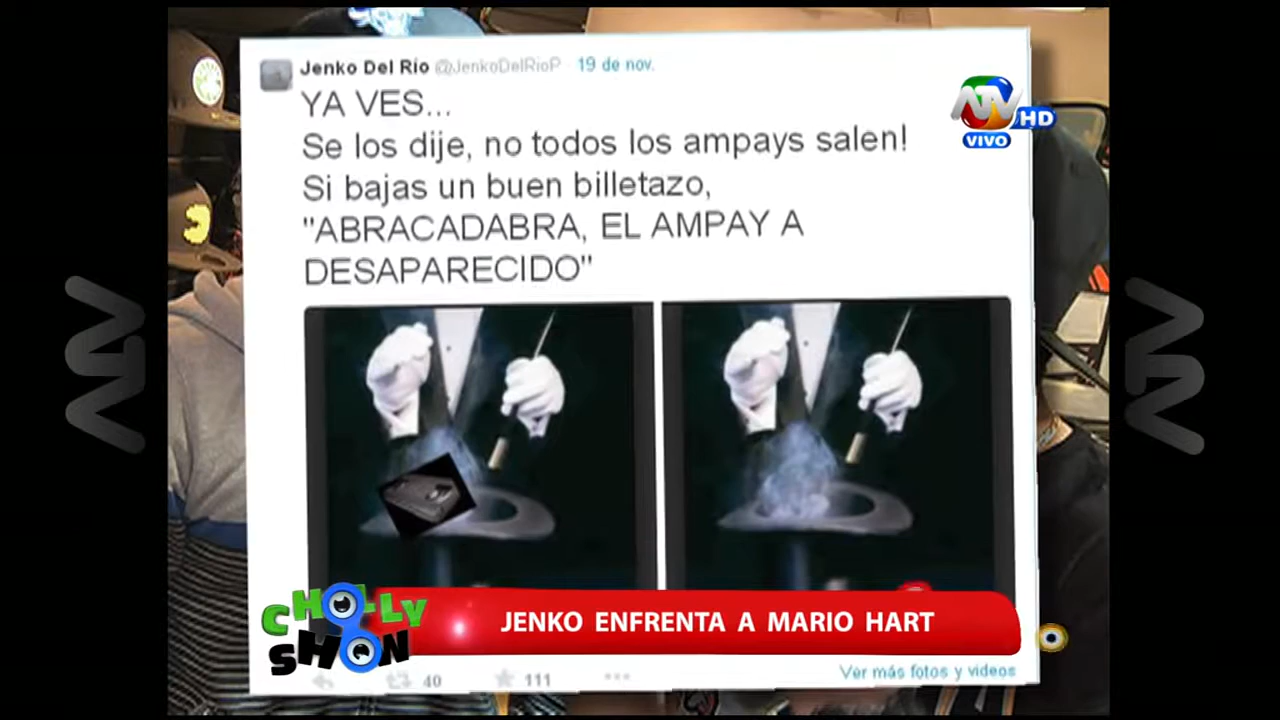 Jenko Del Río @JenkoDelRioP · 19 de nov.
YA VES...
Se los dije, no todos los ampays salen!
Si bajas un buen billetazo,
"ABRACADABRA, EL AMPAY A
DESAPARECIDO"
ATV HD
VIVO
CHOLLY
SHOW
JENKO ENFRENTA A MARIO HART
Ver más fotos y videos
40 111 ...